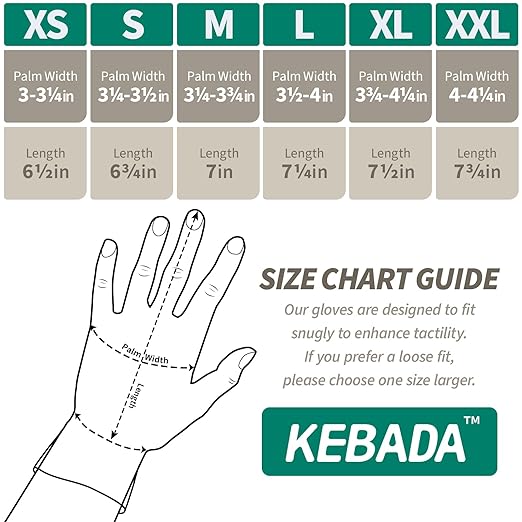 XS S M L XL XXL
Palm Width Palm Width Palm Width Palm Width Palm Width Palm Width
3-3¼in 3¼-3½in 3¼-3¾in 3½-4in 3¾-4¼in 4-4¼in
Length Length Length Length Length Length
6½in 6¾in 7in 7¼in 7½in 7¾in
SIZE CHART GUIDE
Our gloves are designed to fit
snugly to enhance tactility.
If you prefer a loose fit,
please choose one size larger.
Palm Width
Length
KEBADA™